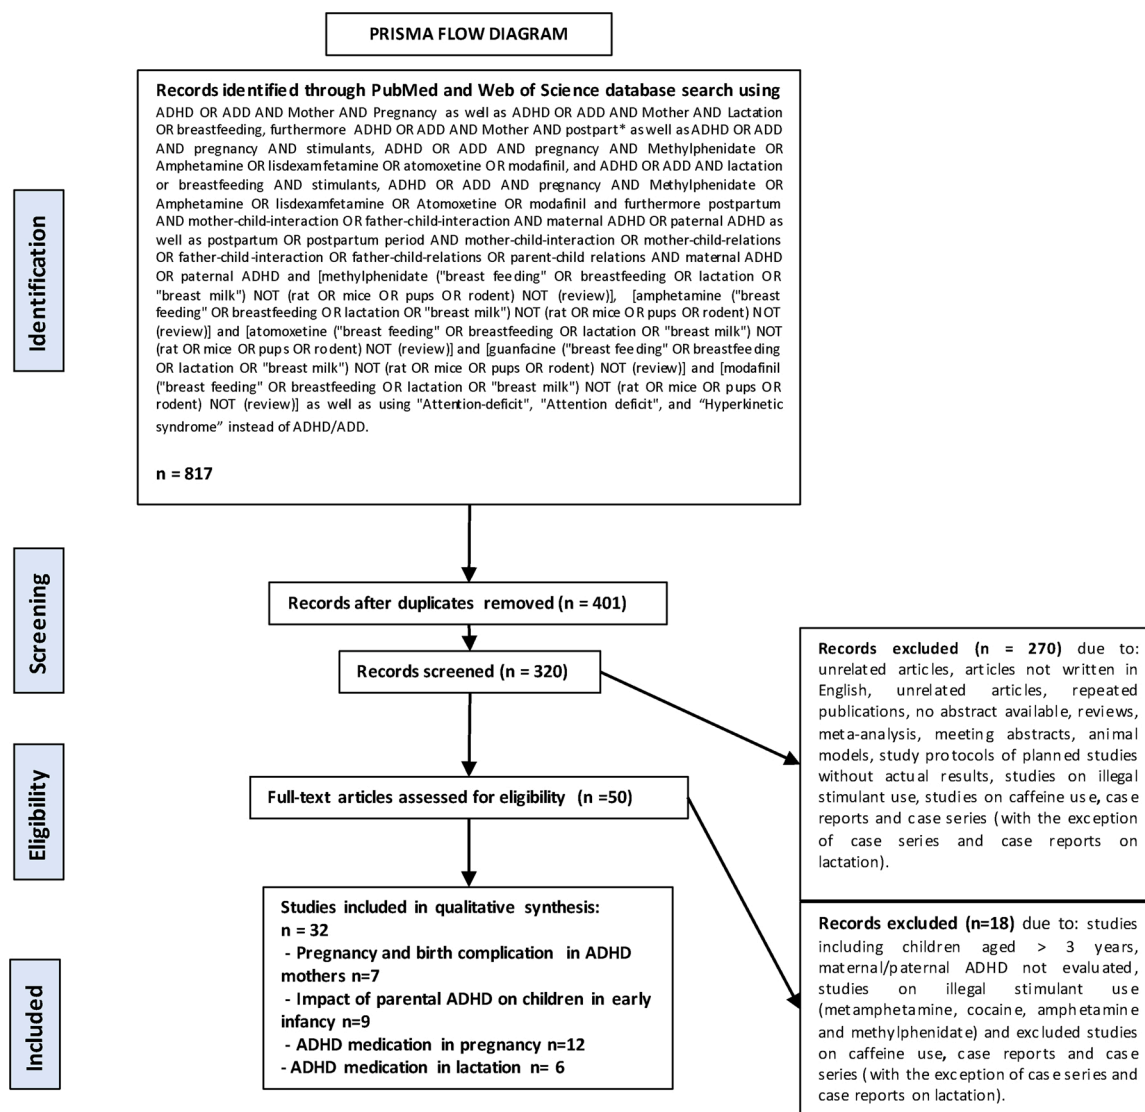 PRISMA FLOW DIAGRAM
Records identified through PubMed and Web of Science database search using
ADHD OR ADD AND Mother AND Pregnancy as well as ADHD OR ADD AND Mother AND Lactation
OR breastfeeding, furthermore ADHD OR ADD AND Mother AND postpart* as well as ADHD OR ADD
AND pregnancy AND stimulants, ADHD OR ADD AND pregnancy AND Methylphenidate OR
Amphetamine OR lisdexamfetamine OR atomoxetine OR modafinil, and ADHD OR ADD AND lactation
or breastfeeding AND stimulants, ADHD OR ADD AND pregnancy AND Methylphenidate OR
Amphetamine OR lisdexamfetamine OR Atomoxetine OR modafinil and furthermore postpartum
AND mother-child-interaction OR father-child-interaction AND maternal ADHD OR paternal ADHD as
well as postpartum OR postpartum period AND mother-child-interaction OR mother-child-relations
OR father-child-interaction OR father-child-relations OR parent-child relations AND maternal ADHD
OR paternal ADHD and [methylphenidate ("breast feeding" OR breastfeeding OR lactation OR
"breast milk") NOT (rat OR mice OR pups OR rodent) NOT (review)], [amphetamine ("breast
feeding" OR breastfeeding OR lactation OR "breast milk") NOT (rat OR mice OR pups OR rodent) NOT
(review)] and [atomoxetine ("breast feeding" OR breastfeeding OR lactation OR "breast milk") NOT
(rat OR mice OR pups OR rodent) NOT (review)] and [guanfacine ("breast feeding" OR breastfeeding
OR lactation OR "breast milk") NOT (rat OR mice OR pups OR rodent) NOT (review)] and [modafinil
("breast feeding" OR breastfeeding OR lactation OR "breast milk") NOT (rat OR mice OR pups OR
rodent) NOT (review)] as well as using "Attention-deficit", "Attention deficit", and “Hyperkinetic
syndrome” instead of ADHD/ADD.
n = 817
Identification
Screening
Records after duplicates removed (n = 401)
Records screened (n = 320)
Records excluded (n = 270) due to:
unrelated articles, articles not written in
English, unrelated articles, repeated
publications, no abstract available, reviews,
meta-analysis, meeting abstracts, animal
models, study protocols of planned studies
without actual results, studies on illegal
stimulant use, studies on caffeine use, case
reports and case series (with the exception
of case series and case reports on
lactation).
Eligibility
Full-text articles assessed for eligibility (n =50)
Records excluded (n=18) due to: studies
including children aged > 3 years,
maternal/paternal ADHD not evaluated,
studies on illegal stimulant use
(metamphetamine, cocaine, amphetamine
and methylphenidate) and excluded studies
on caffeine use, case reports and case
series (with the exception of case series and
case reports on lactation).
Included
Studies included in qualitative synthesis:
n = 32
- Pregnancy and birth complication in ADHD
mothers n=7
- Impact of parental ADHD on children in early
infancy n=9
- ADHD medication in pregnancy n=12
- ADHD medication in lactation n= 6